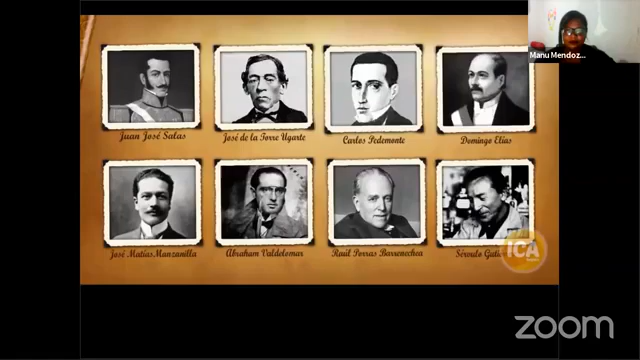 Manu Mendoz...
Juan José Salas
José de la Torre Ugarte
Carlos Pedemonte
Domingo Elías
José Matías Manzanilla
Abraham Valdelomar
Raúl Porras Barrenechea
Sérvulo
ICA
zoom